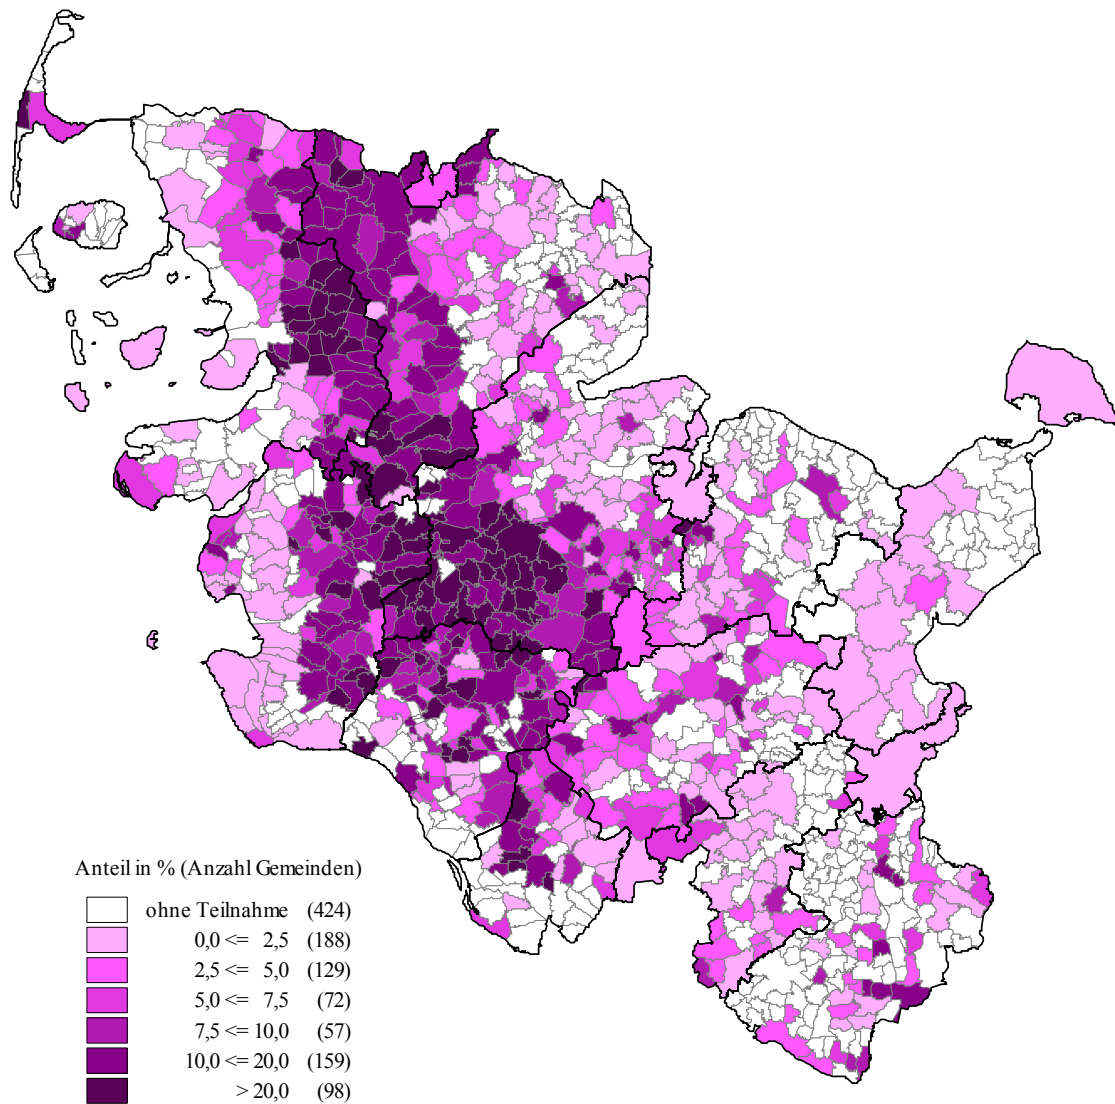 Anteil in % (Anzahl Gemeinden)
ohne Teilnahme (424)
0,0 <= 2,5 (188)
2,5 <= 5,0 (129)
5,0 <= 7,5 (72)
7,5 <= 10,0 (57)
10,0 <= 20,0 (159)
> 20,0 (98)